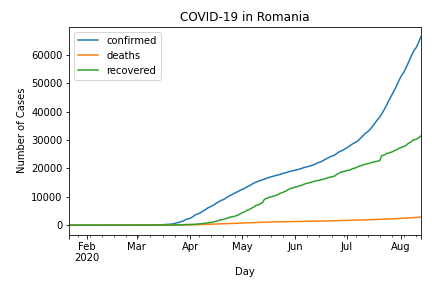 COVID-19 in Romania
confirmed
deaths
recovered
Number of Cases
60000
50000
40000
30000
20000
10000
0
Feb Mar Apr May Jun Jul Aug
2020
Day